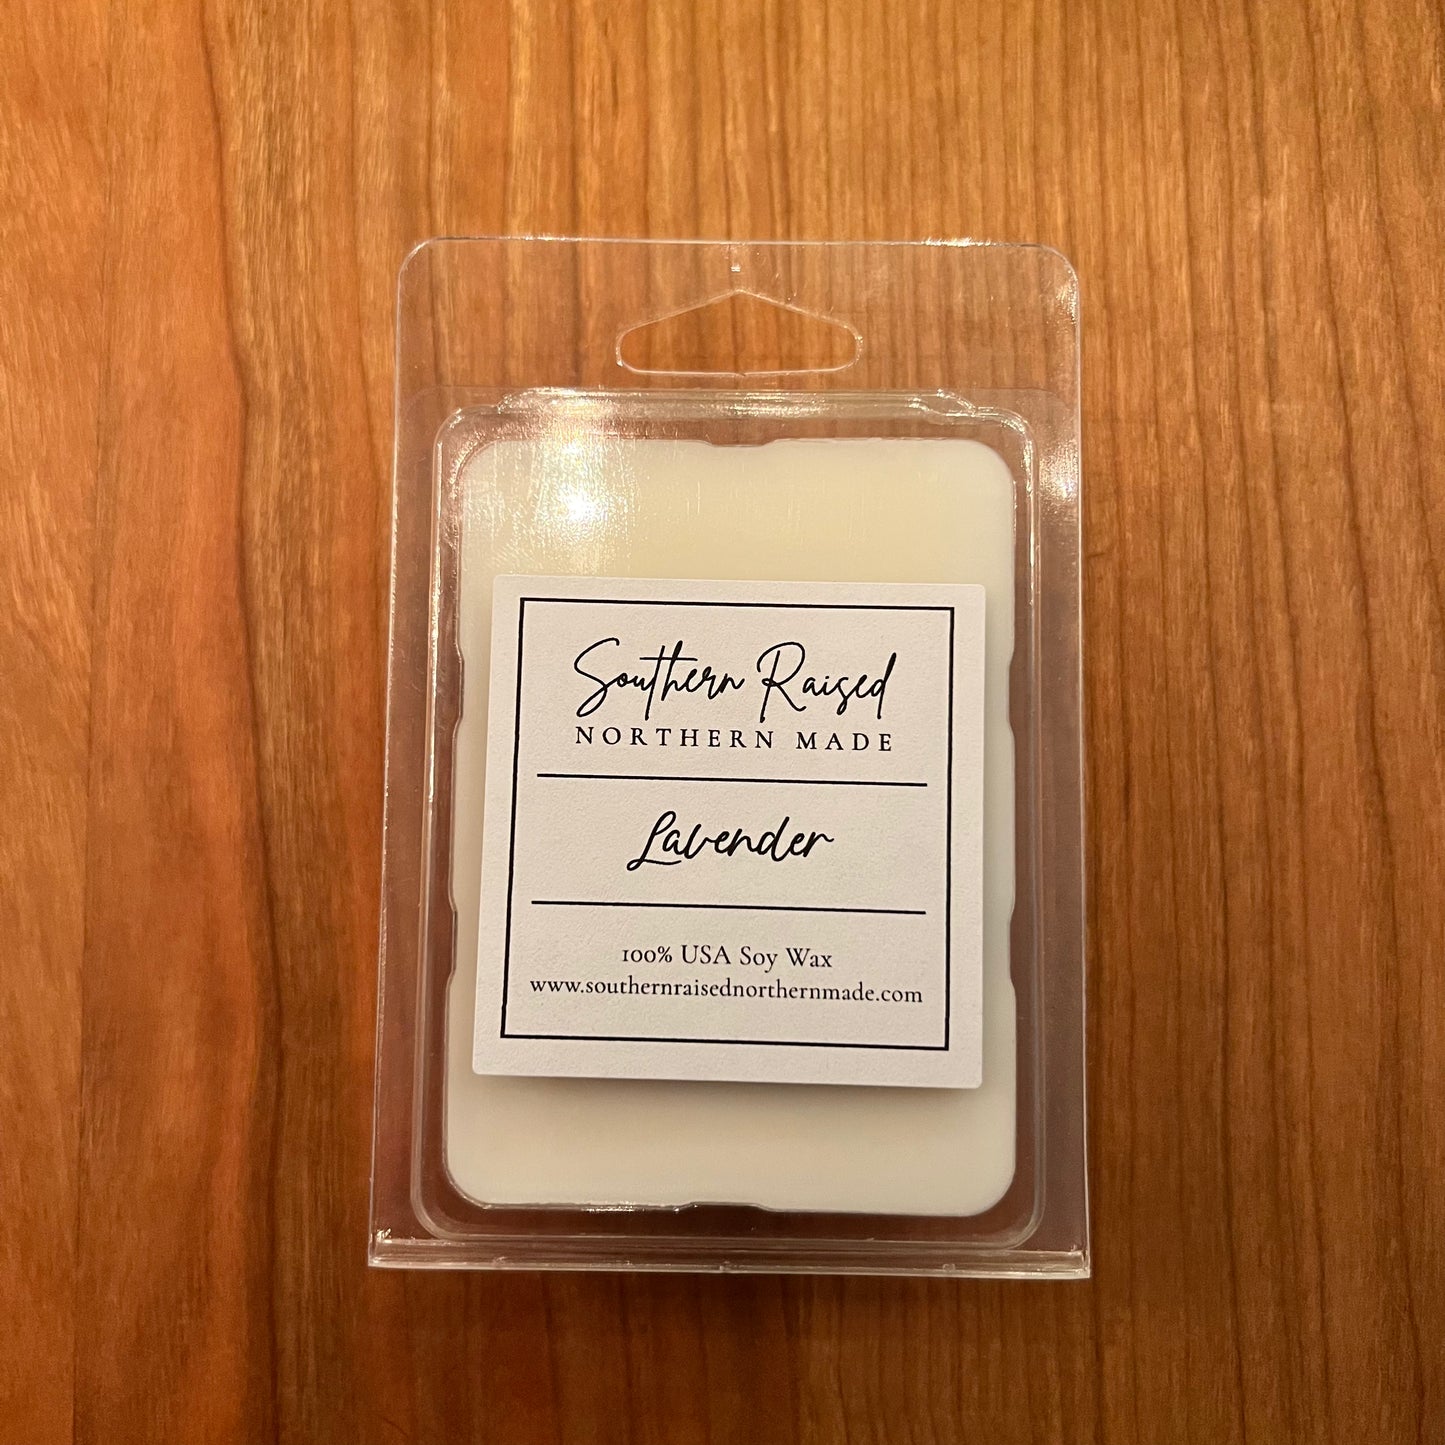 Southern Raised
NORTHERN MADE
Lavender
100% USA Soy Wax
www.southernraisednorthernmade.com